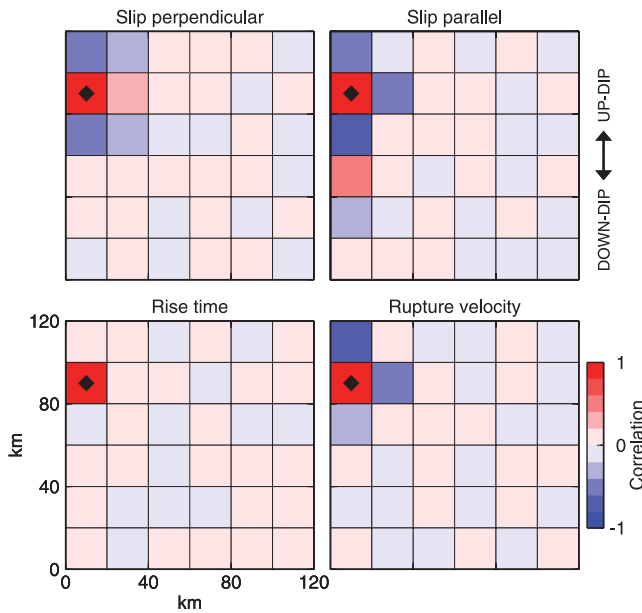 Slip perpendicular
Slip parallel
UP-DIP
DOWN-DIP
Rise time
Rupture velocity
120
80
40
0
km
0
40
80
120
km
1
0
-1
Correlation